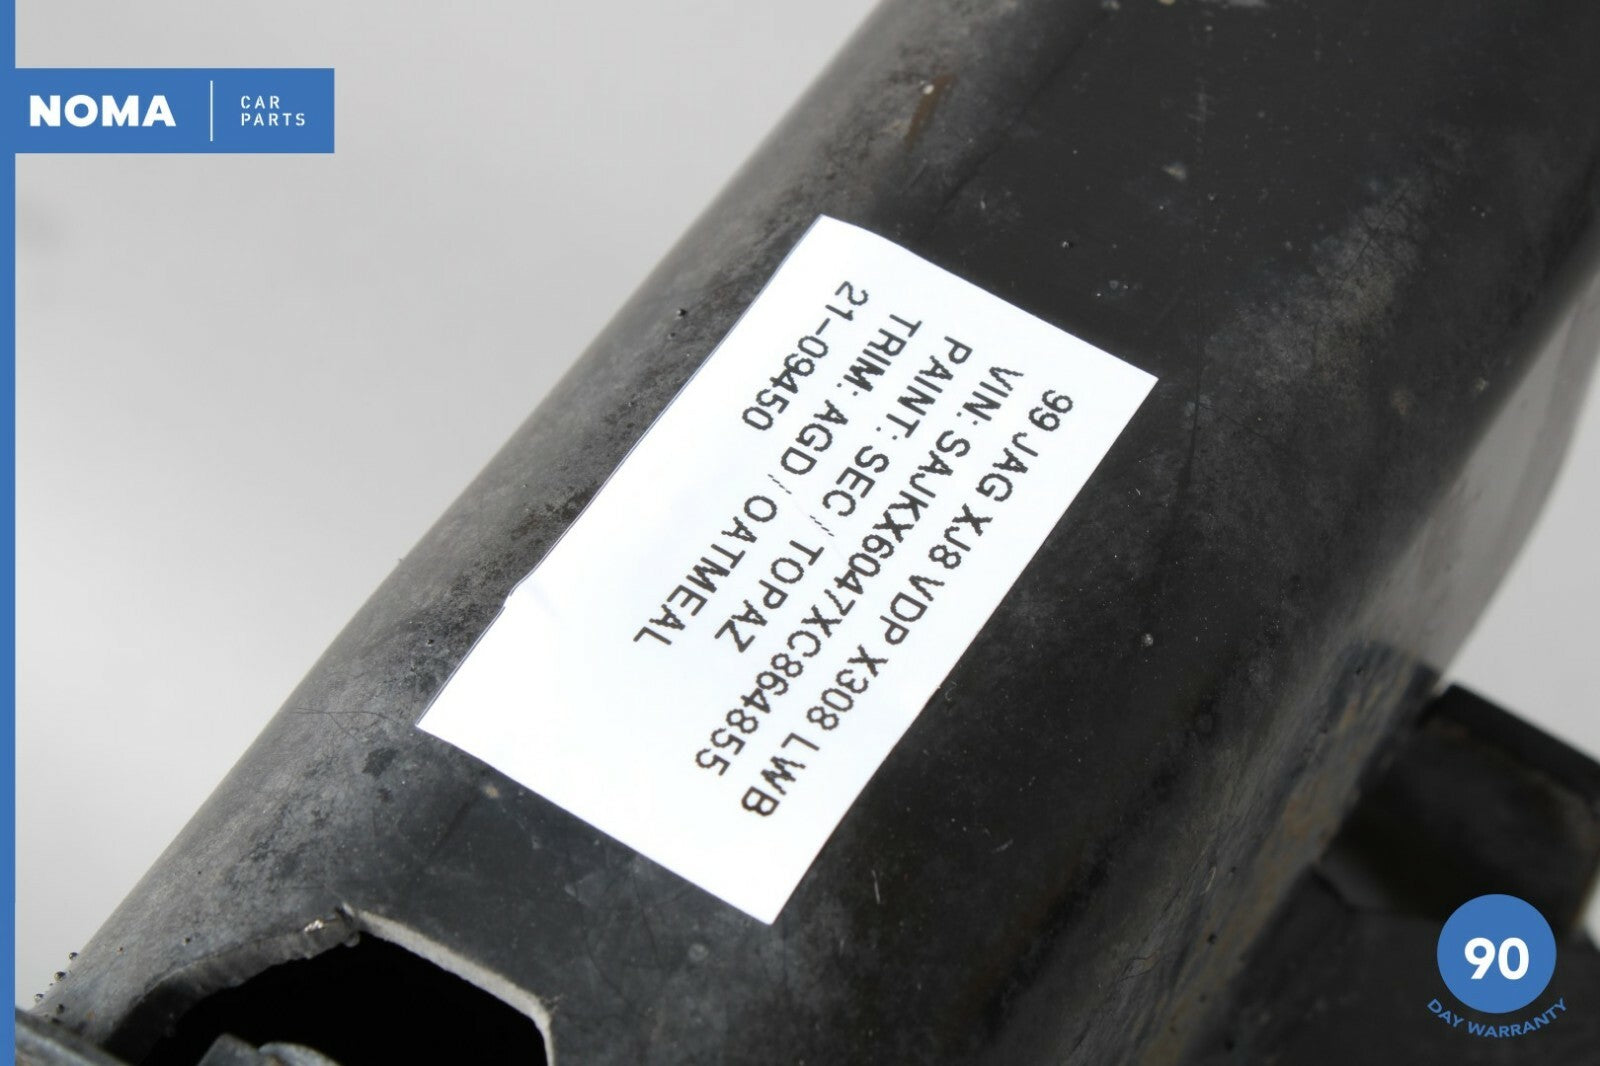 NOMA
CAR
PARTS
99 JAG XJ8 VDP X308 LWB
VIN: SAJKX6047XC864855
PAINT: SEC / TOPAZ
TRIM: AGD / OATMEAL
21-09450
90
DAY WARRANTY